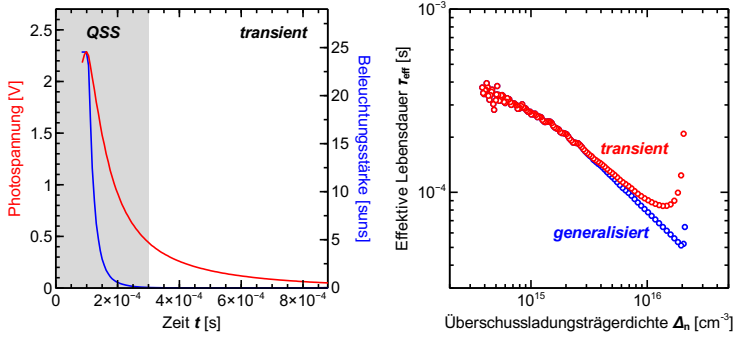 QSS
transient
Photospannung [V]
2.5
2
1.5
1
0.5
0
Beleuchtungsstärke [suns]
25
20
15
10
5
0
0
2×10⁻⁴
4×10⁻⁴
6×10⁻⁴
8×10⁻⁴
Zeit t [s]
Effektive Lebensdauer τeff [s]
10⁻³
10⁻⁴
transient
generalisiert
10¹⁵
10¹⁶
Überschussladungsträgerdichte Δn [cm⁻³]